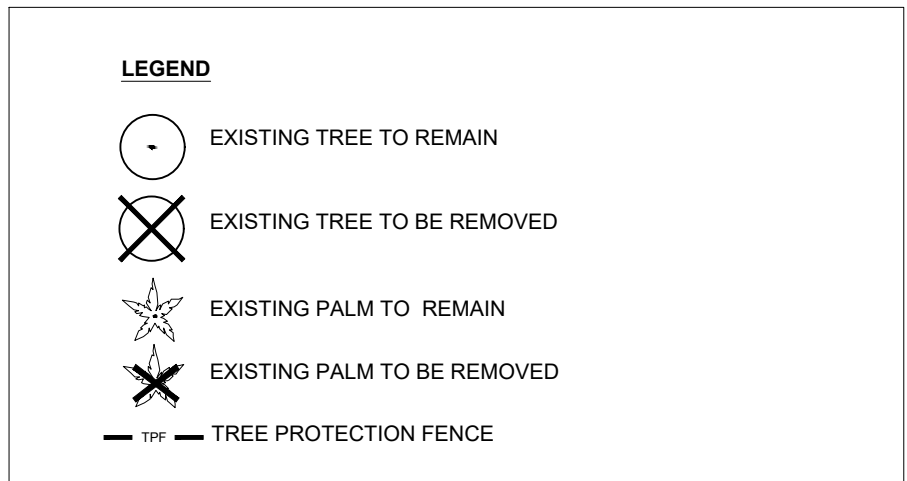 LEGEND
EXISTING TREE TO REMAIN
EXISTING TREE TO BE REMOVED
EXISTING PALM TO REMAIN
EXISTING PALM TO BE REMOVED
TPF TREE PROTECTION FENCE